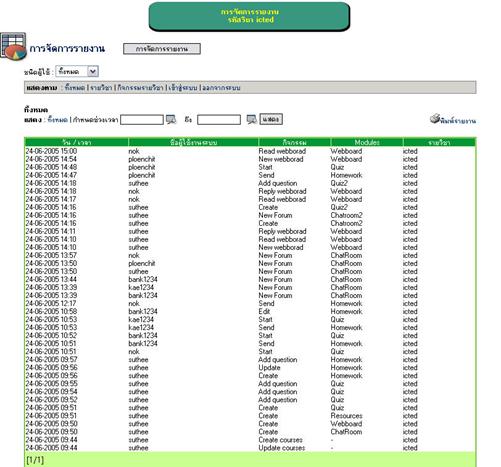 การจัดการรายงาน
รหัสวิชา icted
การจัดการรายงาน การจัดการรายงาน
ชนิดผู้ใช้ : ทั้งหมด
แสดงตาม : ทั้งหมด | รายวิชา | กิจกรรมรายวิชา | เข้าสู่ระบบ | ออกจากระบบ
ทั้งหมด
แสดง : ทั้งหมด | กำหนดช่วงเวลา ถึง แสดง พิมพ์รายงาน
วัน / เวลา ชื่อผู้ใช้งานระบบ กิจกรรม Modules รายวิชา
24-06-2005 15:00 nok Read webborad Webboard icted
24-06-2005 14:54 ploenchit New webborad Webboard icted
24-06-2005 14:48 ploenchit Start Quiz icted
24-06-2005 14:47 ploenchit Send Homework icted
24-06-2005 14:18 suthee Add question Quiz2 icted
24-06-2005 14:18 nok Reply webborad Webboard icted
24-06-2005 14:17 nok Read webborad Webboard icted
24-06-2005 14:16 suthee Create Quiz2 icted
24-06-2005 14:16 suthee New Forum Chatroom2 icted
24-06-2005 14:16 suthee Create Chatroom2 icted
24-06-2005 14:11 suthee Reply webborad Webboard icted
24-06-2005 14:10 suthee Read webborad Webboard icted
24-06-2005 14:10 suthee New webborad Webboard icted
24-06-2005 13:57 nok New Forum ChatRoom icted
24-06-2005 13:50 ploenchit New Forum ChatRoom icted
24-06-2005 13:50 suthee New Forum ChatRoom icted
24-06-2005 13:44 bank1234 New Forum ChatRoom icted
24-06-2005 13:39 kae1234 New Forum ChatRoom icted
24-06-2005 13:39 bank1234 New Forum ChatRoom icted
24-06-2005 12:17 nok Send Homework icted
24-06-2005 10:58 bank1234 Edit Homework icted
24-06-2005 10:53 kae1234 Start Quiz icted
24-06-2005 10:53 kae1234 Send Homework icted
24-06-2005 10:52 bank1234 Start Quiz icted
24-06-2005 10:51 bank1234 Send Homework icted
24-06-2005 10:51 nok Start Quiz icted
24-06-2005 09:57 suthee Add question Homework icted
24-06-2005 09:56 suthee Update Homework icted
24-06-2005 09:56 suthee Create Homework icted
24-06-2005 09:55 suthee Add question Quiz icted
24-06-2005 09:54 suthee Add question Quiz icted
24-06-2005 09:52 suthee Add question Quiz icted
24-06-2005 09:51 suthee Create Quiz icted
24-06-2005 09:51 suthee Create Resources icted
24-06-2005 09:50 suthee Create Webboard icted
24-06-2005 09:50 suthee Create ChatRoom icted
24-06-2005 09:44 suthee Create courses - icted
24-06-2005 09:44 suthee Update courses - icted
[1/1]